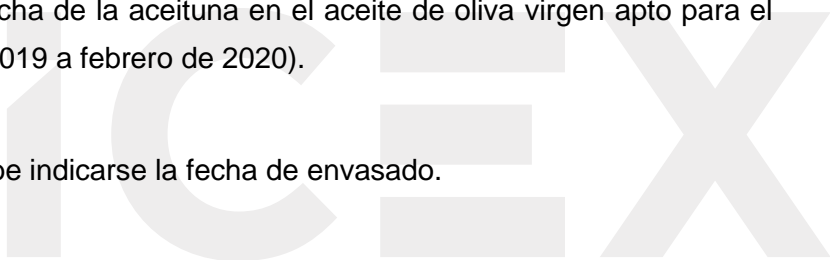 cha de la aceituna en el aceite de oliva virgen apto para el
019 a febrero de 2020).
be indicarse la fecha de envasado.
ICEX